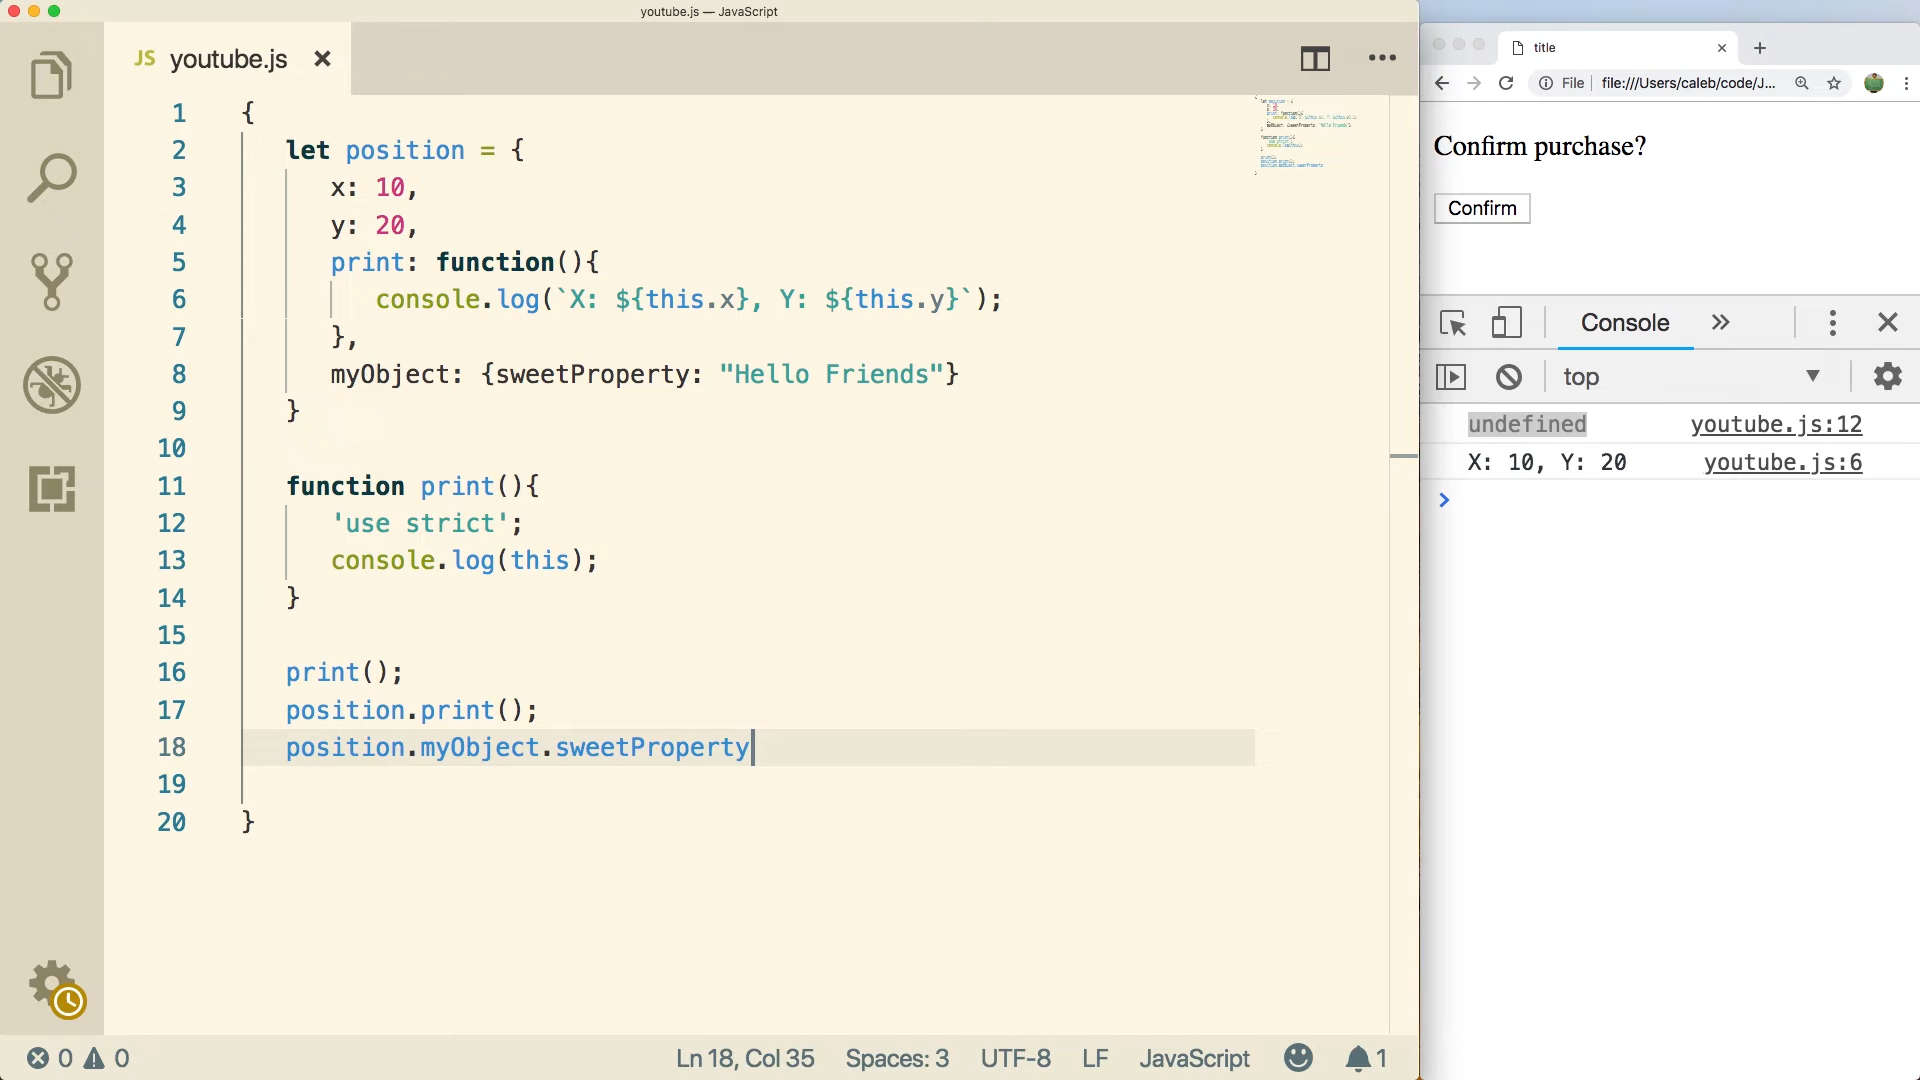 youtube.js — JavaScript
JS youtube.js
1 {
2 let position = {
3 x: 10,
4 y: 20,
5 print: function(){
6 console.log(`X: ${this.x}, Y: ${this.y}`);
7 },
8 myObject: {sweetProperty: "Hello Friends"}
9 }
10
11 function print(){
12 'use strict';
13 console.log(this);
14 }
15
16 print();
17 position.print();
18 position.myObject.sweetProperty
19
20 }
0 0 Ln 18, Col 35 Spaces: 3 UTF-8 LF JavaScript 1
title
File file:///Users/caleb/code/J...
Confirm purchase?
Confirm
Console
top
undefined youtube.js:12
X: 10, Y: 20 youtube.js:6